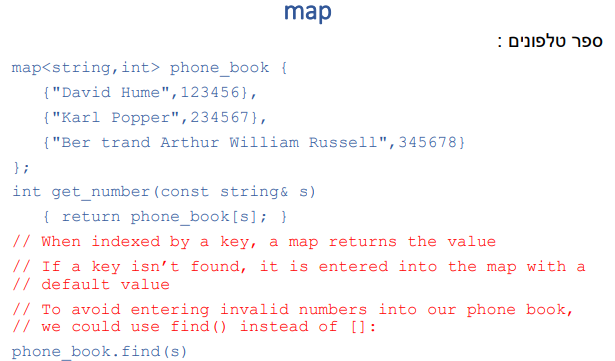 map
ספר טלפונים :
map<string,int> phone_book {
{"David Hume",123456},
{"Karl Popper",234567},
{"Ber trand Arthur William Russell",345678}
};
int get_number(const string& s)
{ return phone_book[s]; }
// When indexed by a key, a map returns the value
// If a key isn’t found, it is entered into the map with a
// default value
// To avoid entering invalid numbers into our phone book,
// we could use find() instead of []:
phone_book.find(s)